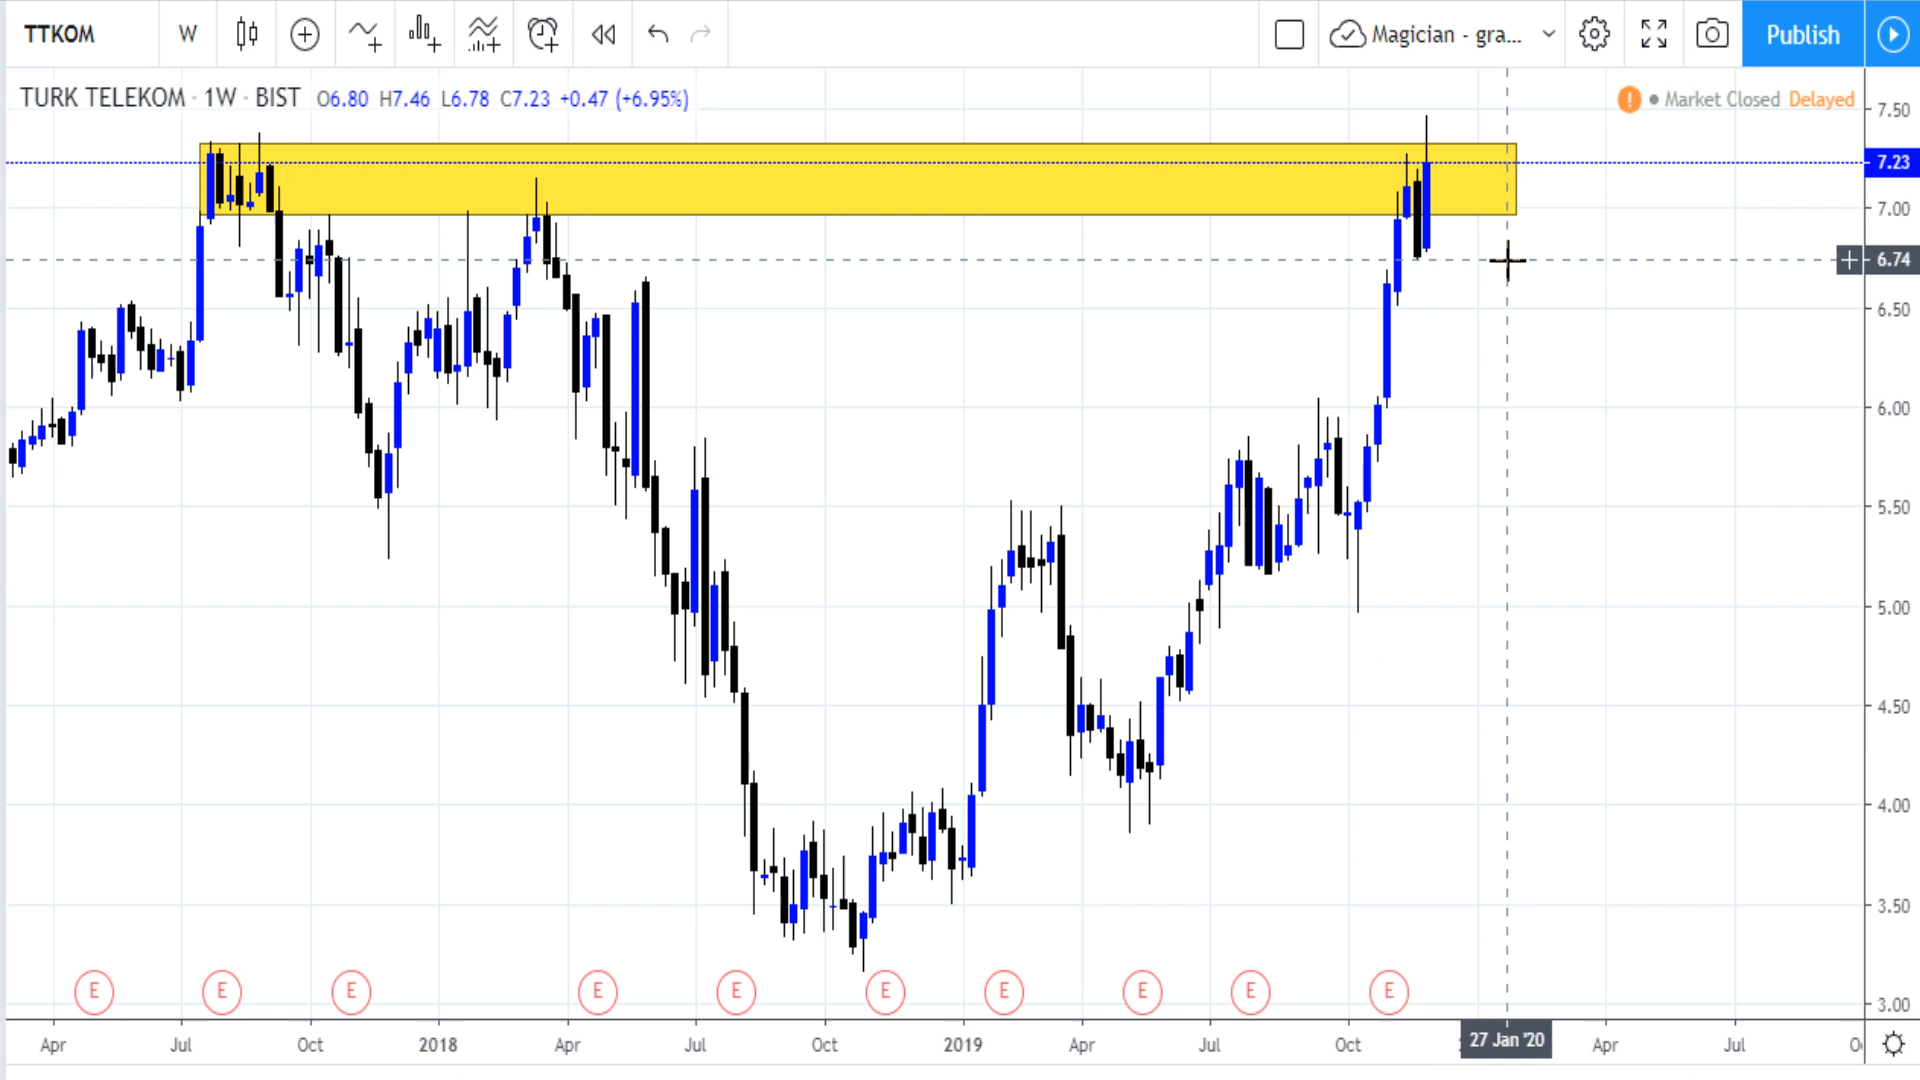 TTKOM W Magician - gra... Publish
TURK TELEKOM · 1W · BIST O6.80 H7.46 L6.78 C7.23 +0.47 (+6.95%)
! Market Closed Delayed
7.50
7.23
7.00
6.74
6.50
6.00
5.50
5.00
4.50
4.00
3.50
3.00
E E E E E E E E E E
Apr Jul Oct 2018 Apr Jul Oct 2019 Apr Jul Oct 27 Jan '20 Apr Jul